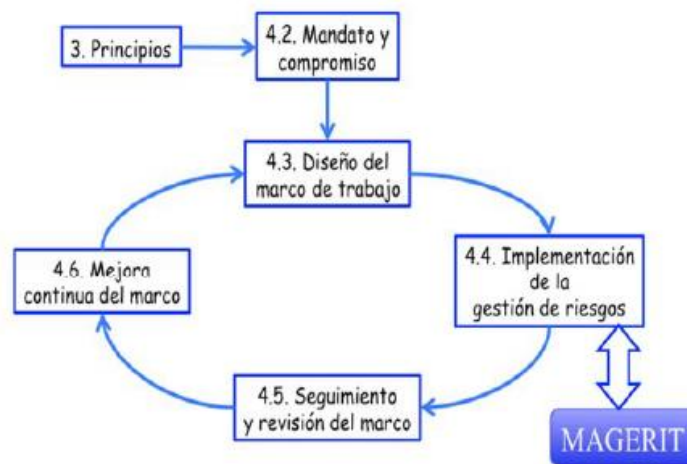 3. Principios
4.2. Mandato y
compromiso
4.3. Diseño del
marco de trabajo
4.4. Implementación
de la
gestión de riesgos
4.5. Seguimiento
y revisión del marco
4.6. Mejora
continua del marco
MAGERIT